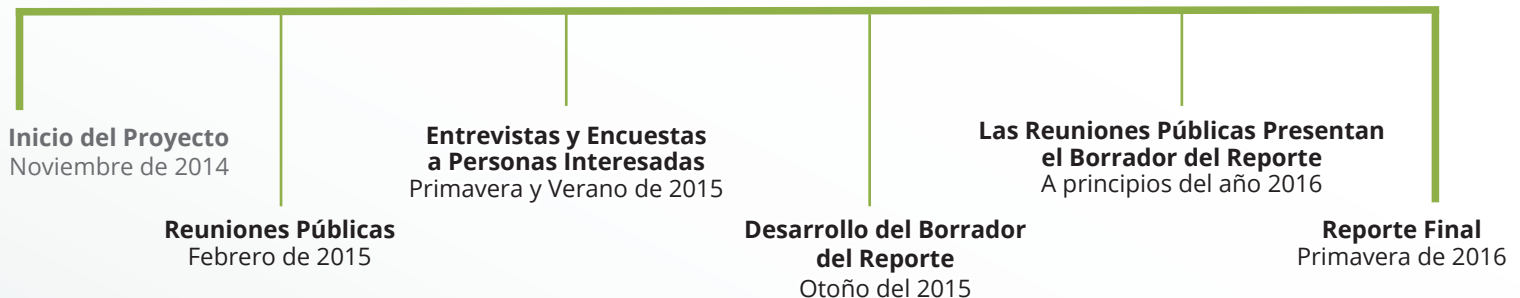 Inicio del Proyecto
Noviembre de 2014
Reuniones Públicas
Febrero de 2015
Entrevistas y Encuestas
a Personas Interesadas
Primavera y Verano de 2015
Desarrollo del Borrador
del Reporte
Otoño del 2015
Las Reuniones Públicas Presentan
el Borrador del Reporte
A principios del año 2016
Reporte Final
Primavera de 2016